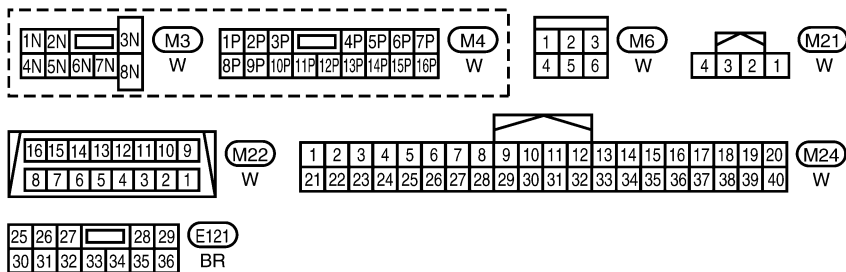 1N 2N 3N M3
4N 5N 6N 7N 8N W
1P 2P 3P 4P 5P 6P 7P M4
8P 9P 10P 11P 12P 13P 14P 15P 16P W
1 2 3 M6
4 5 6 W
M21
4 3 2 1 W
16 15 14 13 12 11 10 9 M22
8 7 6 5 4 3 2 1 W
1 2 3 4 5 6 7 8 9 10 11 12 13 14 15 16 17 18 19 20 M24
21 22 23 24 25 26 27 28 29 30 31 32 33 34 35 36 37 38 39 40 W
25 26 27 28 29 E121
30 31 32 33 34 35 36 BR